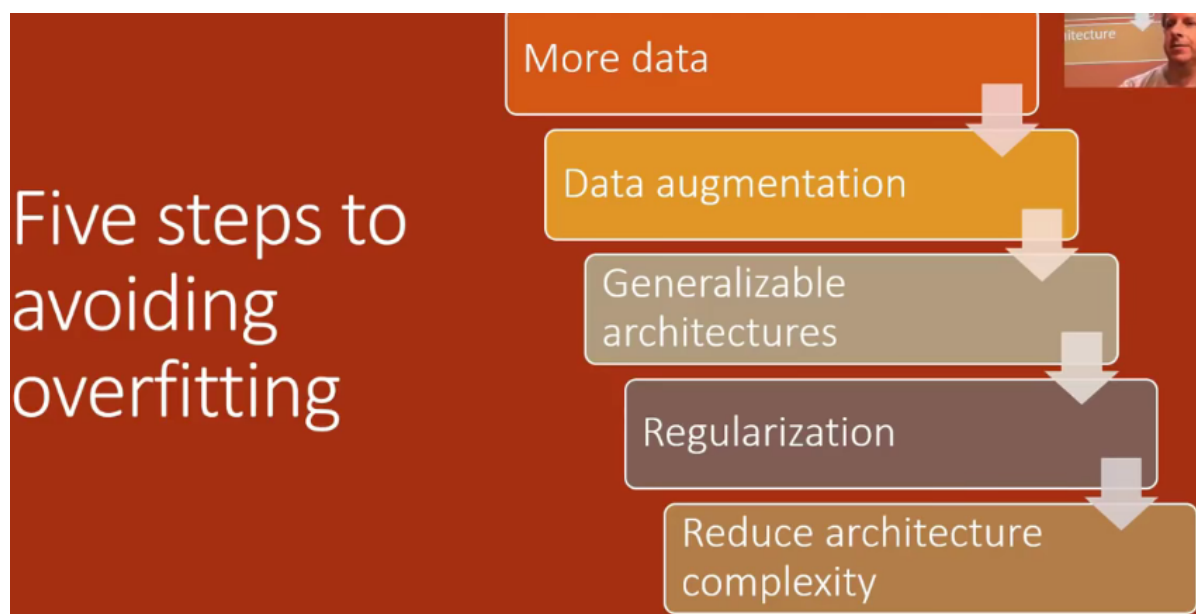 Five steps to
avoiding
overfitting
More data
Data augmentation
Generalizable
architectures
Regularization
Reduce architecture
complexity